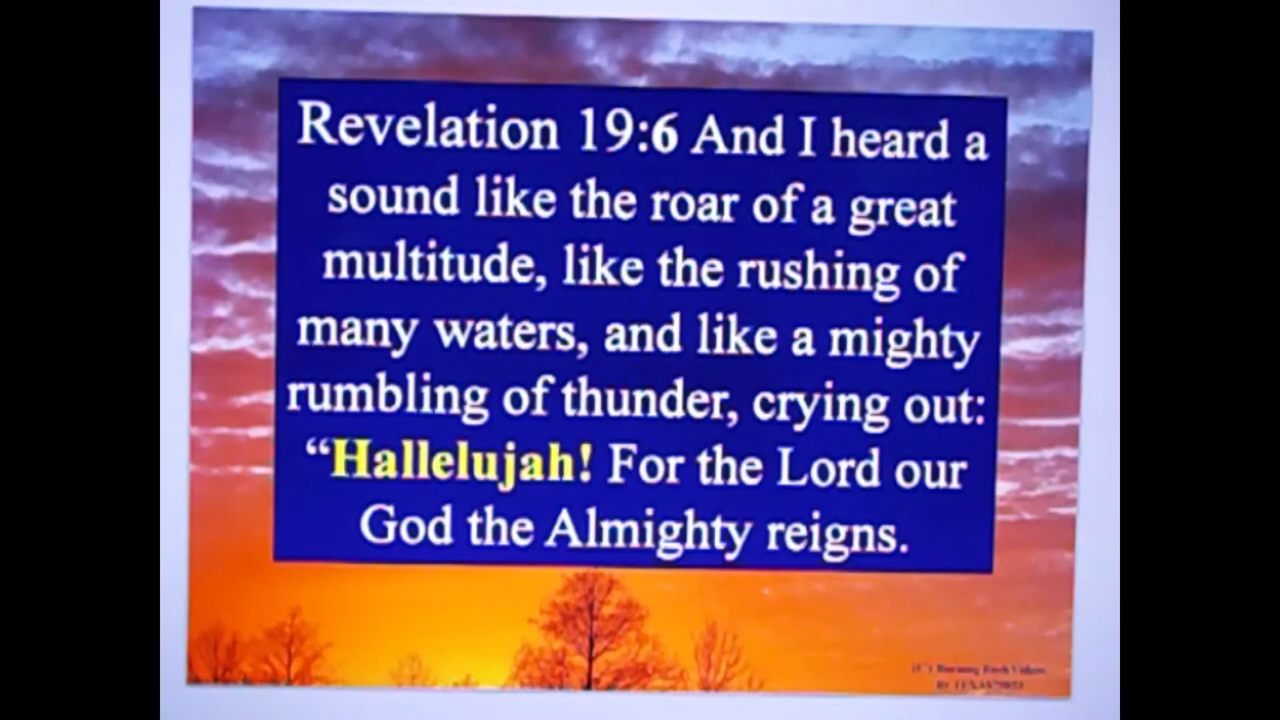 Revelation 19:6 And I heard a
sound like the roar of a great
multitude, like the rushing of
many waters, and like a mighty
rumbling of thunder, crying out:
“Hallelujah! For the Lord our
God the Almighty reigns.